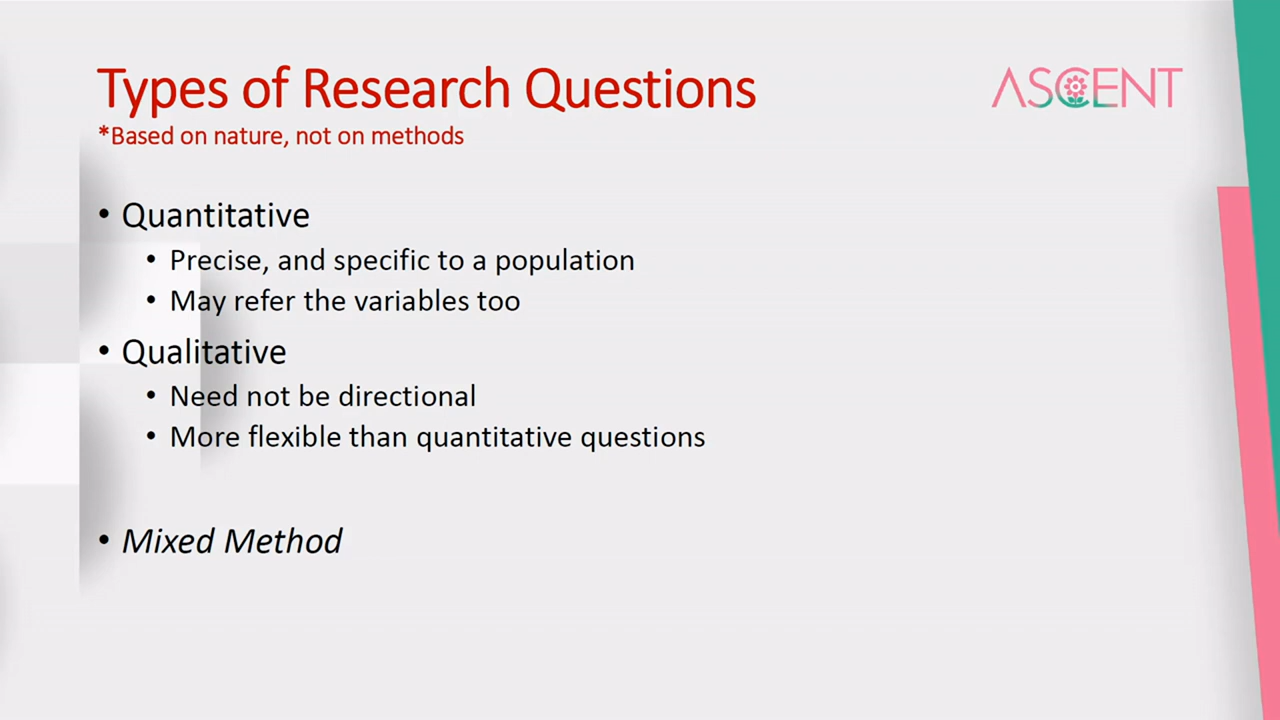 Types of Research Questions
ASCENT
*Based on nature, not on methods
• Quantitative
• Precise, and specific to a population
• May refer the variables too
• Qualitative
• Need not be directional
• More flexible than quantitative questions
• Mixed Method